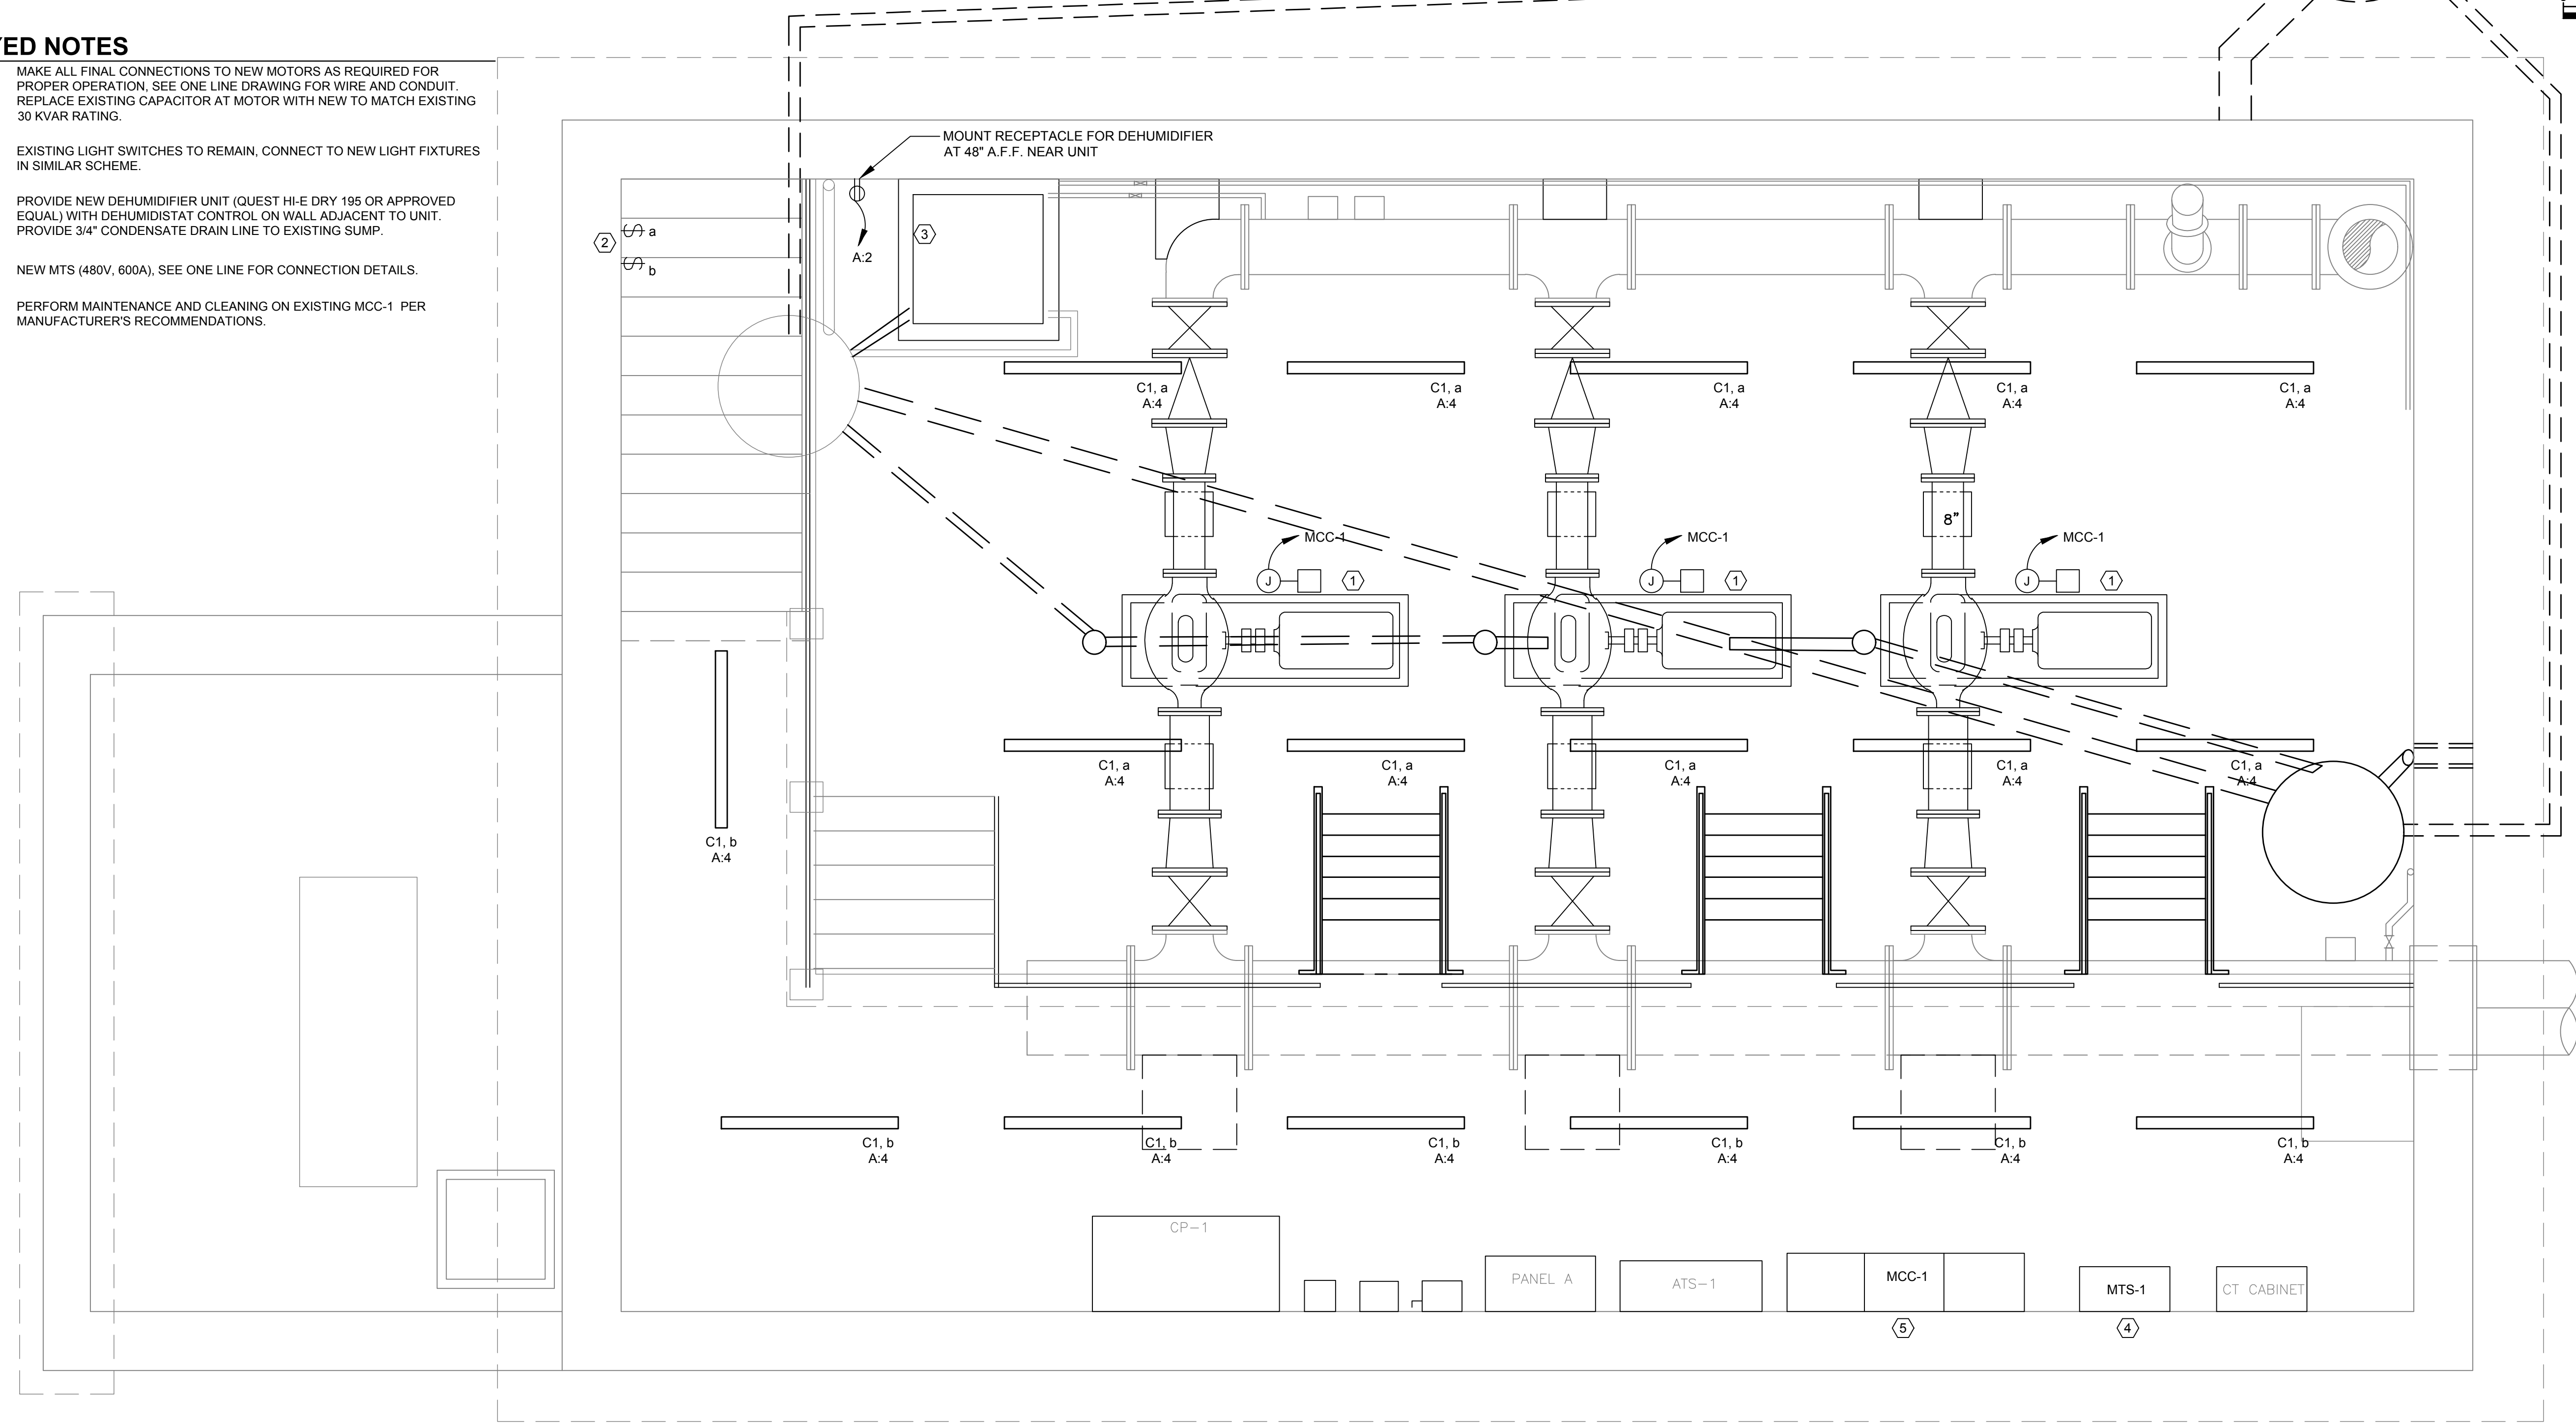 YED NOTES
MAKE ALL FINAL CONNECTIONS TO NEW MOTORS AS REQUIRED FOR
PROPER OPERATION, SEE ONE LINE DRAWING FOR WIRE AND CONDUIT.
REPLACE EXISTING CAPACITOR AT MOTOR WITH NEW TO MATCH EXISTING
30 KVAR RATING.
EXISTING LIGHT SWITCHES TO REMAIN, CONNECT TO NEW LIGHT FIXTURES
IN SIMILAR SCHEME.
PROVIDE NEW DEHUMIDIFIER UNIT (QUEST HI-E DRY 195 OR APPROVED
EQUAL) WITH DEHUMIDISTAT CONTROL ON WALL ADJACENT TO UNIT.
PROVIDE 3/4" CONDENSATE DRAIN LINE TO EXISTING SUMP.
NEW MTS (480V, 600A), SEE ONE LINE FOR CONNECTION DETAILS.
PERFORM MAINTENANCE AND CLEANING ON EXISTING MCC-1 PER
MANUFACTURER'S RECOMMENDATIONS.
MOUNT RECEPTACLE FOR DEHUMIDIFIER
AT 48" A.F.F. NEAR UNIT
2
a
b
A:2
3
C1, a
A:4
C1, a
A:4
C1, a
A:4
C1, a
A:4
C1, a
A:4
8"
MCC-1
J
1
MCC-1
J
1
MCC-1
J
1
C1, a
A:4
C1, a
A:4
C1, a
A:4
C1, a
A:4
C1, a
A:4
C1, b
A:4
C1, b
A:4
C1, b
A:4
C1, b
A:4
C1, b
A:4
C1, b
A:4
C1, b
A:4
CP-1
PANEL A
ATS-1
MCC-1
MTS-1
CT CABINET
5
4